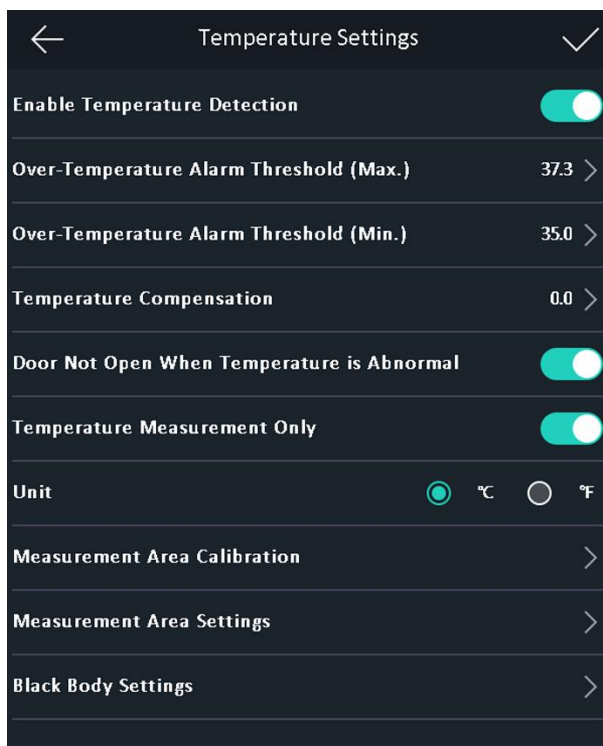 Temperature Settings
Enable Temperature Detection
Over-Temperature Alarm Threshold (Max.) 37.3
Over-Temperature Alarm Threshold (Min.) 35.0
Temperature Compensation 0.0
Door Not Open When Temperature is Abnormal
Temperature Measurement Only
Unit ℃ ℉
Measurement Area Calibration
Measurement Area Settings
Black Body Settings